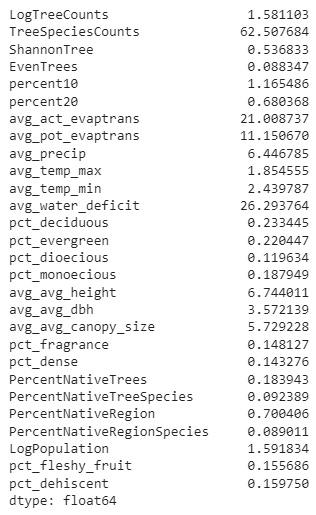 LogTreeCounts 1.581103
TreeSpeciesCounts 62.507684
ShannonTree 0.536833
EvenTrees 0.088347
percent10 1.165486
percent20 0.680368
avg_act_evaptrans 21.008737
avg_pot_evaptrans 11.150670
avg_precip 6.446785
avg_temp_max 1.854555
avg_temp_min 2.439787
avg_water_deficit 26.293764
pct_deciduous 0.233445
pct_evergreen 0.220447
pct_dioecious 0.119634
pct_monoecious 0.187949
avg_avg_height 6.744011
avg_avg_dbh 3.572139
avg_avg_canopy_size 5.729228
pct_fragrance 0.148127
pct_dense 0.143276
PercentNativeTrees 0.183943
PercentNativeTreeSpecies 0.092389
PercentNativeRegion 0.700406
PercentNativeRegionSpecies 0.089011
LogPopulation 1.591834
pct_fleshy_fruit 0.155686
pct_dehiscent 0.159750
dtype: float64